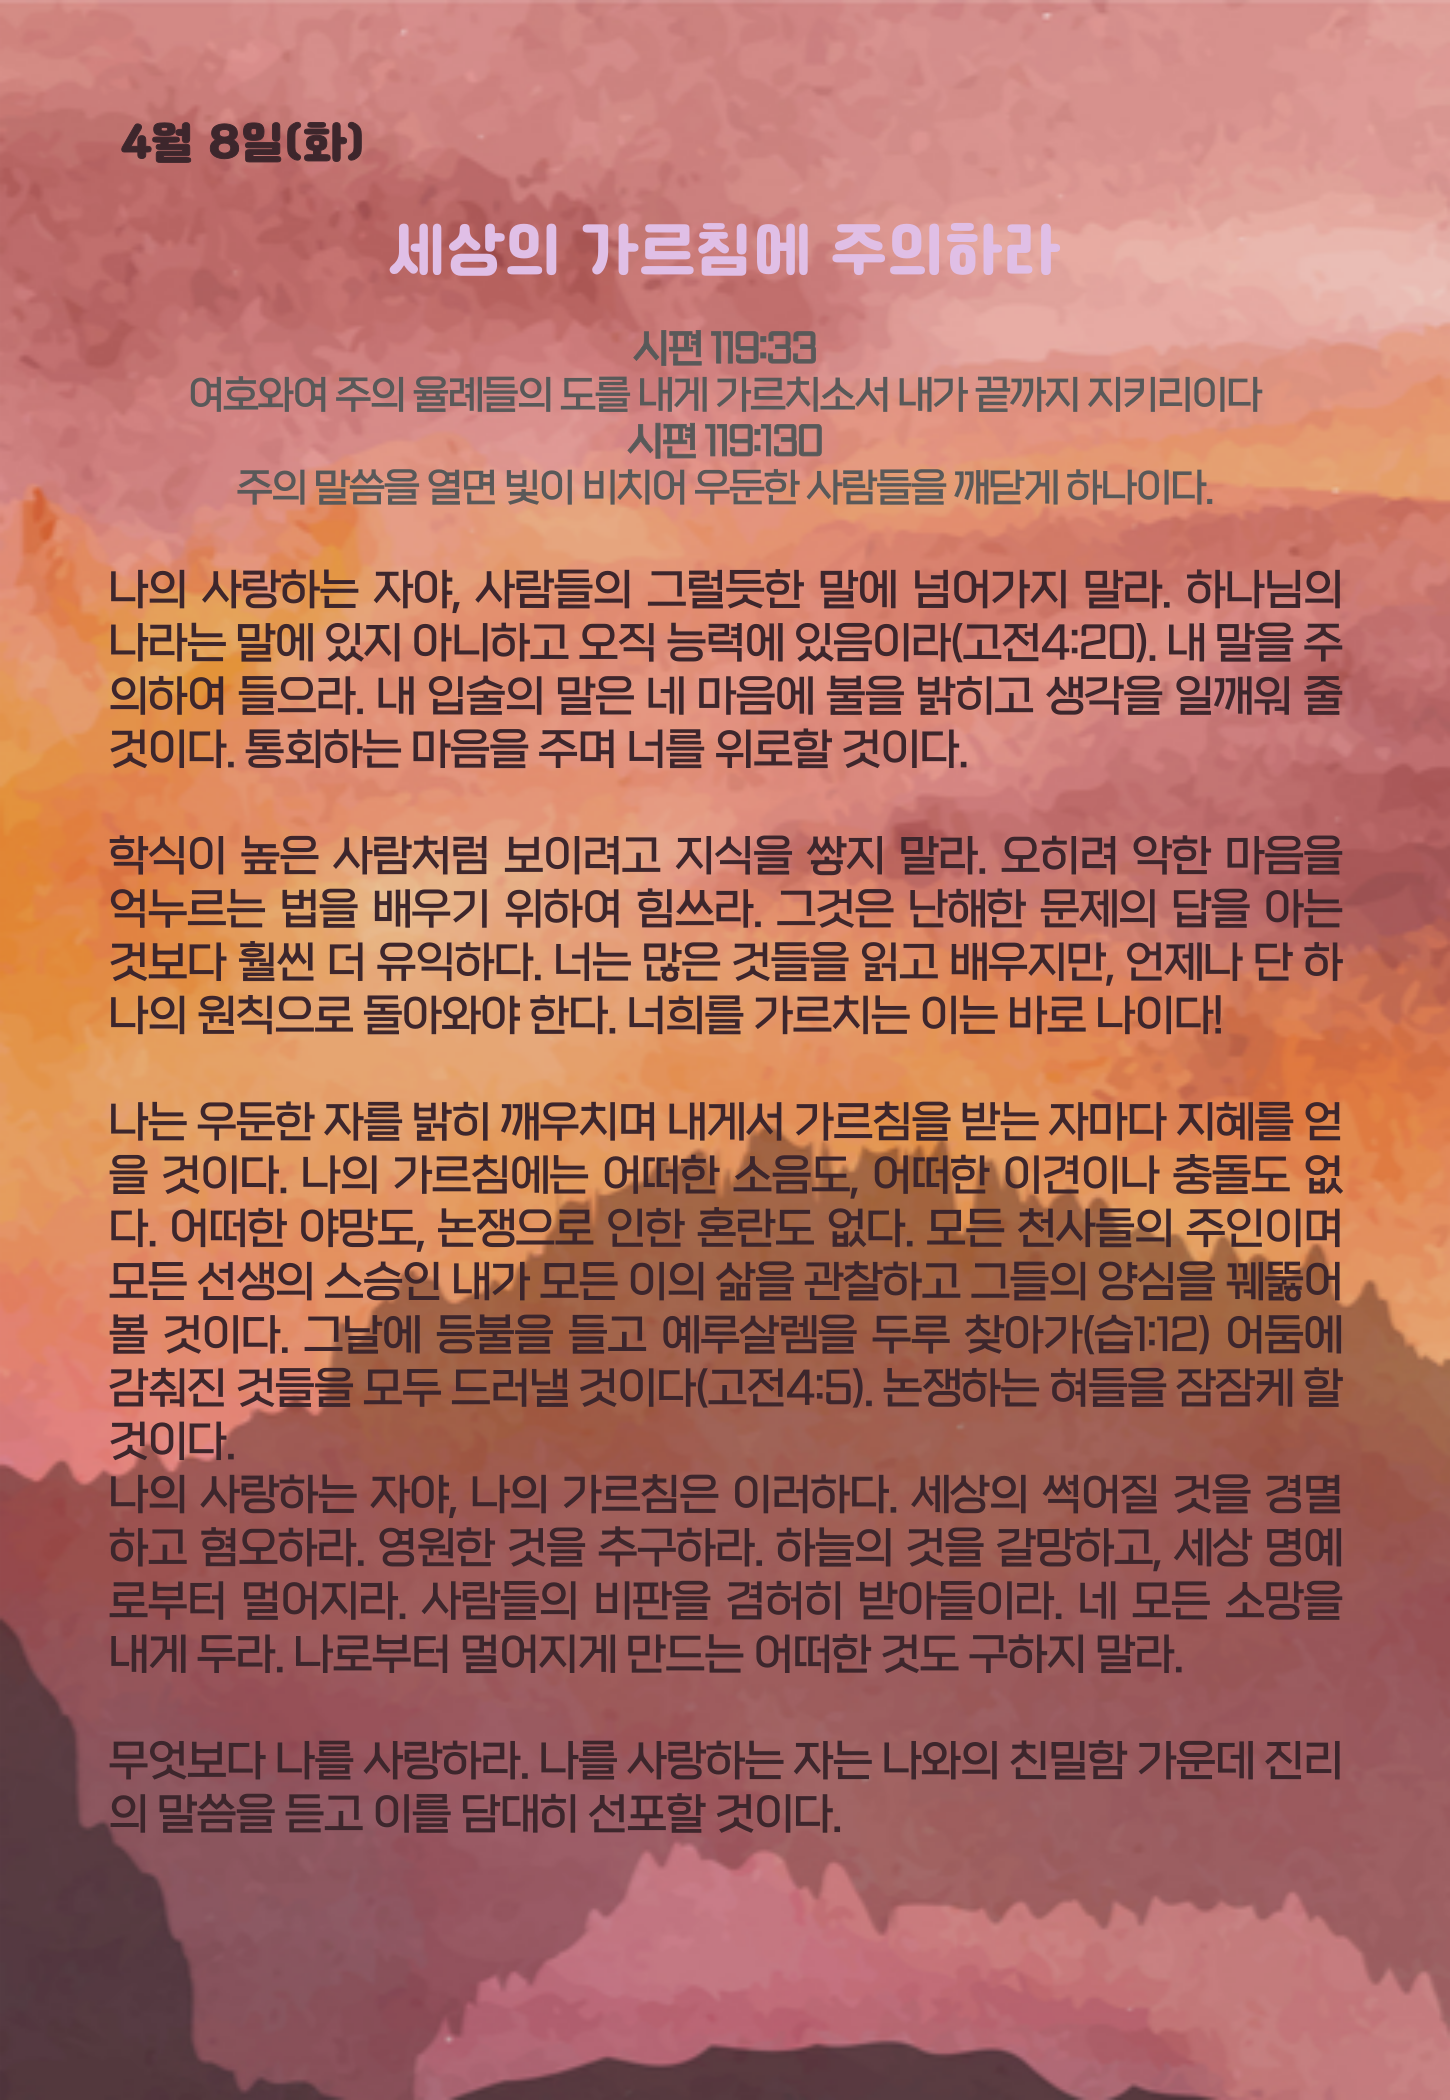 4월 8일(화)
세상의 가르침에 주의하라
시편 119:33
여호와여 주의 율례들의 도를 내게 가르치소서 내가 끝까지 지키리이다
시편 119:130
주의 말씀을 열면 빛이 비치어 우둔한 사람들을 깨닫게 하나이다.
나의 사랑하는 자야, 사람들의 그럴듯한 말에 넘어가지 말라. 하나님의
나라는 말에 있지 아니하고 오직 능력에 있음이라(고전4:20). 내 말을 주
의하여 들으라. 내 입술의 말은 네 마음에 불을 밝히고 생각을 일깨워 줄
것이다. 통회하는 마음을 주며 너를 위로할 것이다.
학식이 높은 사람처럼 보이려고 지식을 쌓지 말라. 오히려 악한 마음을
억누르는 법을 배우기 위하여 힘쓰라. 그것은 난해한 문제의 답을 아는
것보다 훨씬 더 유익하다. 너는 많은 것들을 읽고 배우지만, 언제나 단 하
나의 원칙으로 돌아와야 한다. 너희를 가르치는 이는 바로 나이다!
나는 우둔한 자를 밝히 깨우치며 내게서 가르침을 받는 자마다 지혜를 얻
을 것이다. 나의 가르침에는 어떠한 소음도, 어떠한 이견이나 충돌도 없
다. 어떠한 야망도, 논쟁으로 인한 혼란도 없다. 모든 천사들의 주인이며
모든 선생의 스승인 내가 모든 이의 삶을 관찰하고 그들의 양심을 꿰뚫어
볼 것이다. 그날에 등불을 들고 예루살렘을 두루 찾아가(습1:12) 어둠에
감춰진 것들을 모두 드러낼 것이다(고전4:5). 논쟁하는 혀들을 잠잠케 할
것이다.
나의 사랑하는 자야, 나의 가르침은 이러하다. 세상의 썩어질 것을 경멸
하고 혐오하라. 영원한 것을 추구하라. 하늘의 것을 갈망하고, 세상 명예
로부터 멀어지라. 사람들의 비판을 겸허히 받아들이라. 네 모든 소망을
내게 두라. 나로부터 멀어지게 만드는 어떠한 것도 구하지 말라.
무엇보다 나를 사랑하라. 나를 사랑하는 자는 나와의 친밀함 가운데 진리
의 말씀을 듣고 이를 담대히 선포할 것이다.